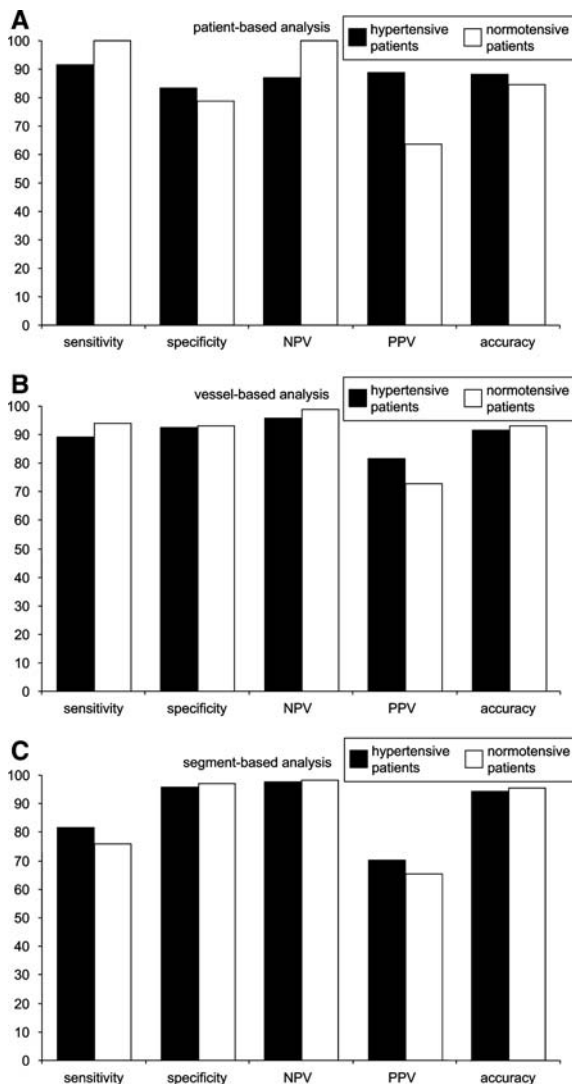 A
patient-based analysis
hypertensive patients
normotensive patients
100
90
80
70
60
50
40
30
20
10
0
sensitivity specificity NPV PPV accuracy
B
vessel-based analysis
hypertensive patients
normotensive patients
100
90
80
70
60
50
40
30
20
10
0
sensitivity specificity NPV PPV accuracy
C
segment-based analysis
hypertensive patients
normotensive patients
100
90
80
70
60
50
40
30
20
10
0
sensitivity specificity NPV PPV accuracy